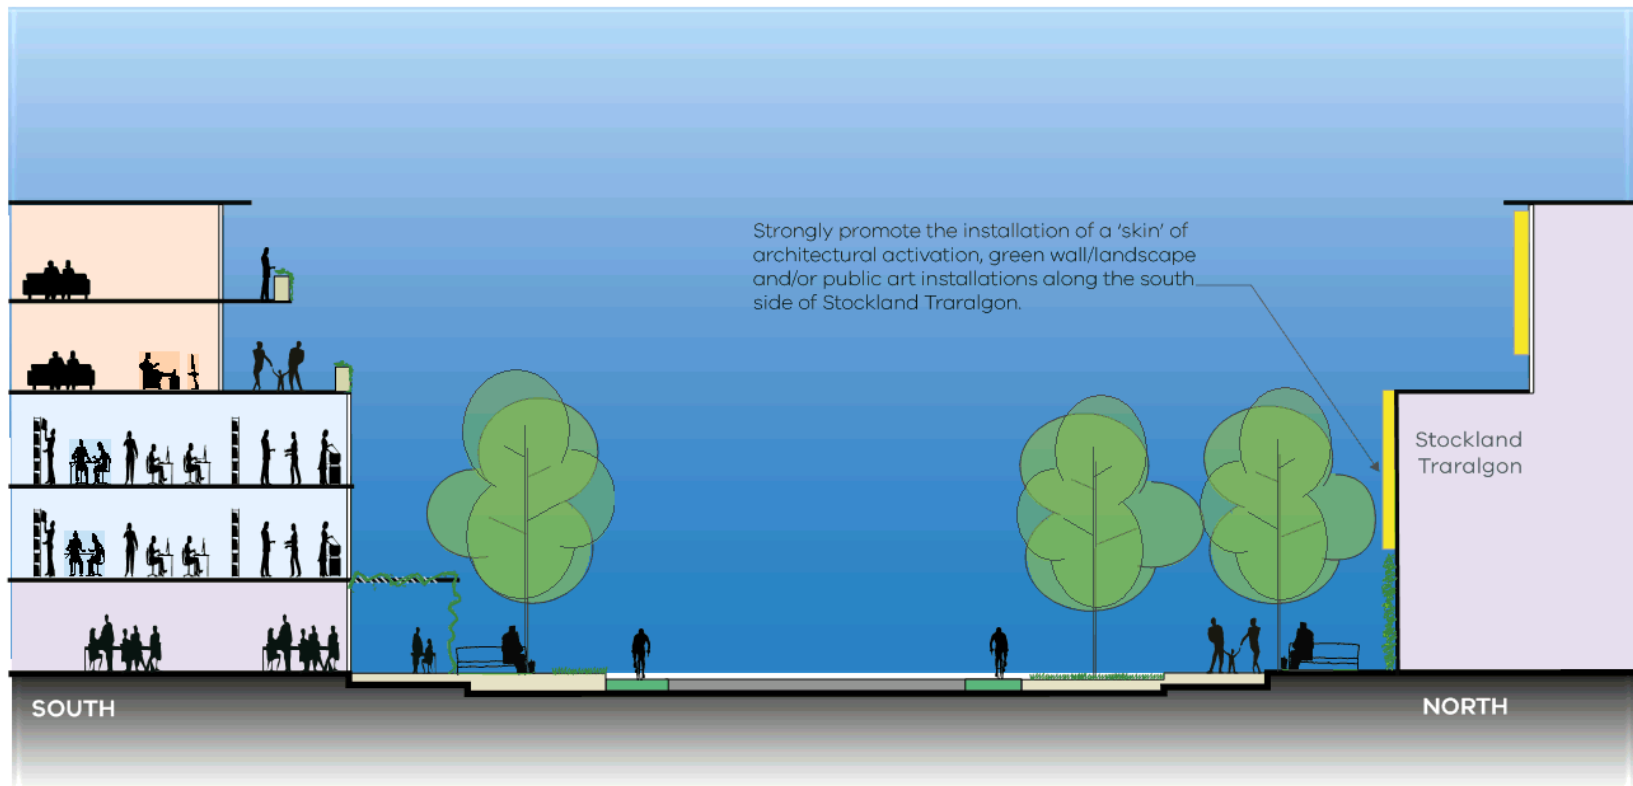 Strongly promote the installation of a ‘skin’ of
architectural activation, green wall/landscape
and/or public art installations along the south
side of Stockland Traralgon.
Stockland
Traralgon
SOUTH
NORTH